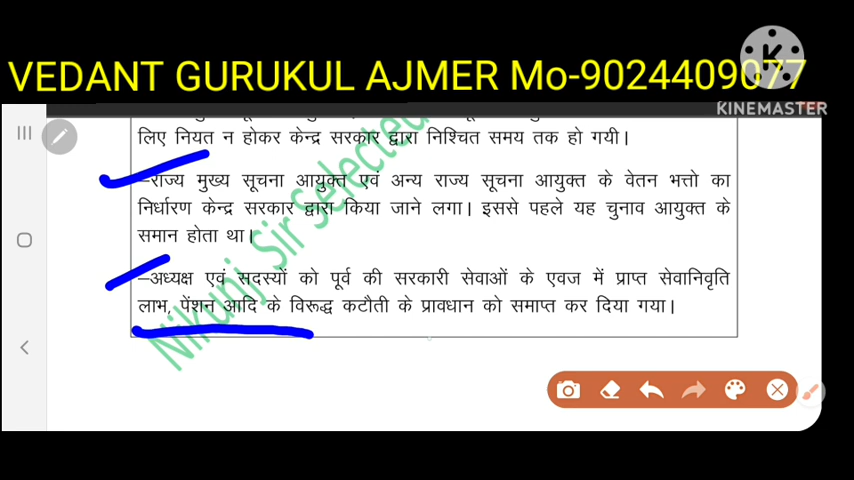 VEDANT GURUKUL AJMER Mo-9024409077
KINEMASTER
लिए नियत न होकर केन्द्र सरकार द्वारा निश्चित समय तक हो गयी।
–राज्य मुख्य सूचना आयुक्त एवं अन्य राज्य सूचना आयुक्त के वेतन भत्तो का
निर्धारण केन्द्र सरकार द्वारा किया जाने लगा। इससे पहले यह चुनाव आयुक्त के
समान होता था।
–अध्यक्ष एवं सदस्यों को पूर्व की सरकारी सेवाओं के एवज में प्राप्त सेवानिवृति
लाभ, पेंशन आदि के विरूद्ध कटौती के प्रावधान को समाप्त कर दिया गया।
Nikunj Sir Selected